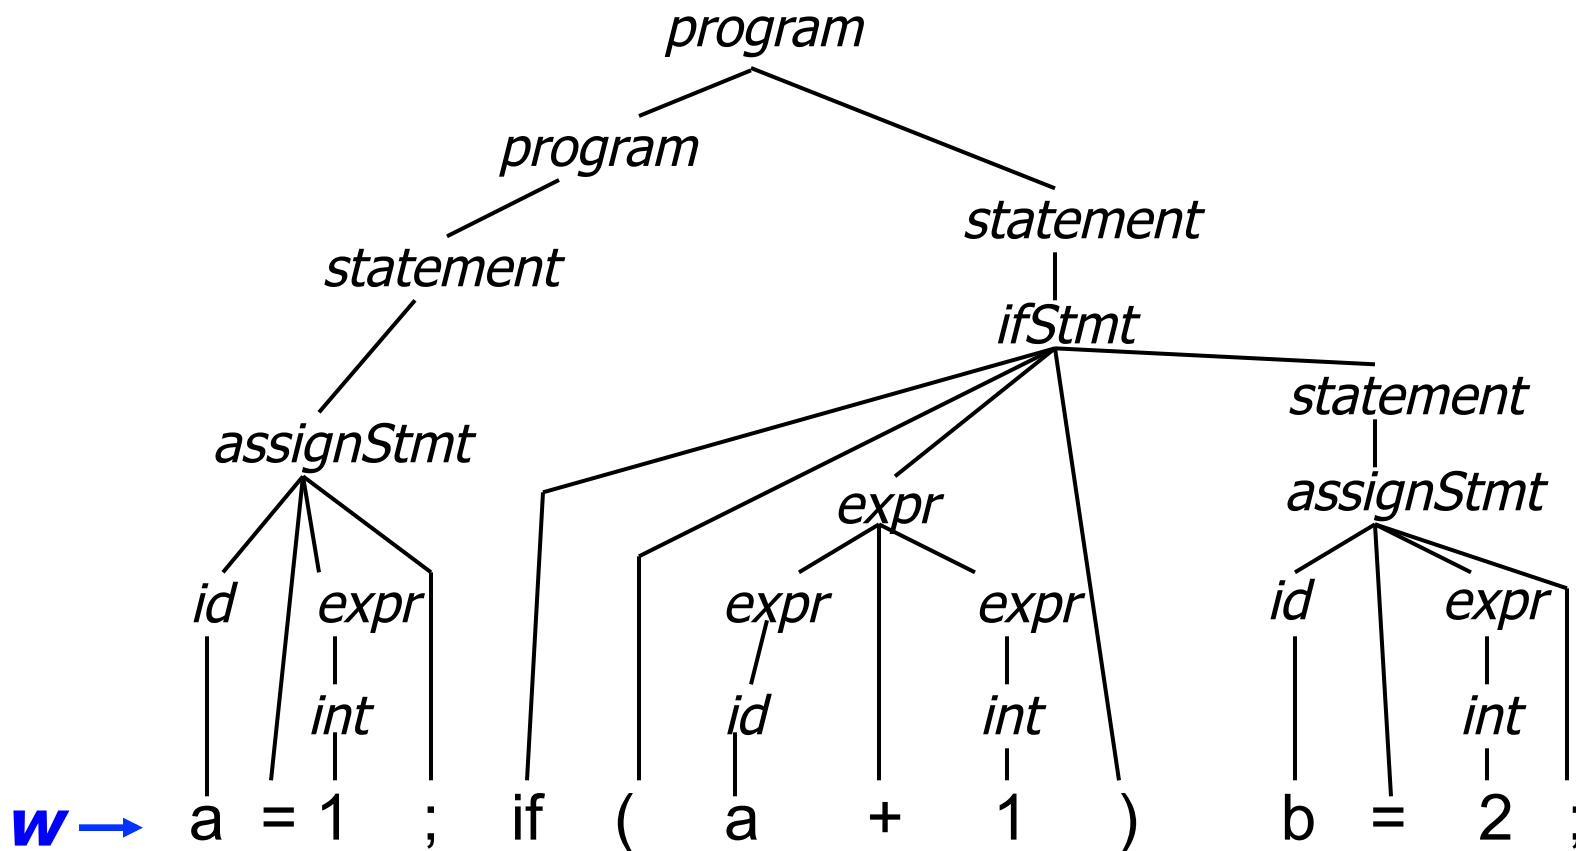 program
program
statement
statement
ifStmt
statement
assignStmt
assignStmt
expr
id expr expr expr id expr
int id int int
w a = 1 ; if ( a + 1 ) b = 2 ;